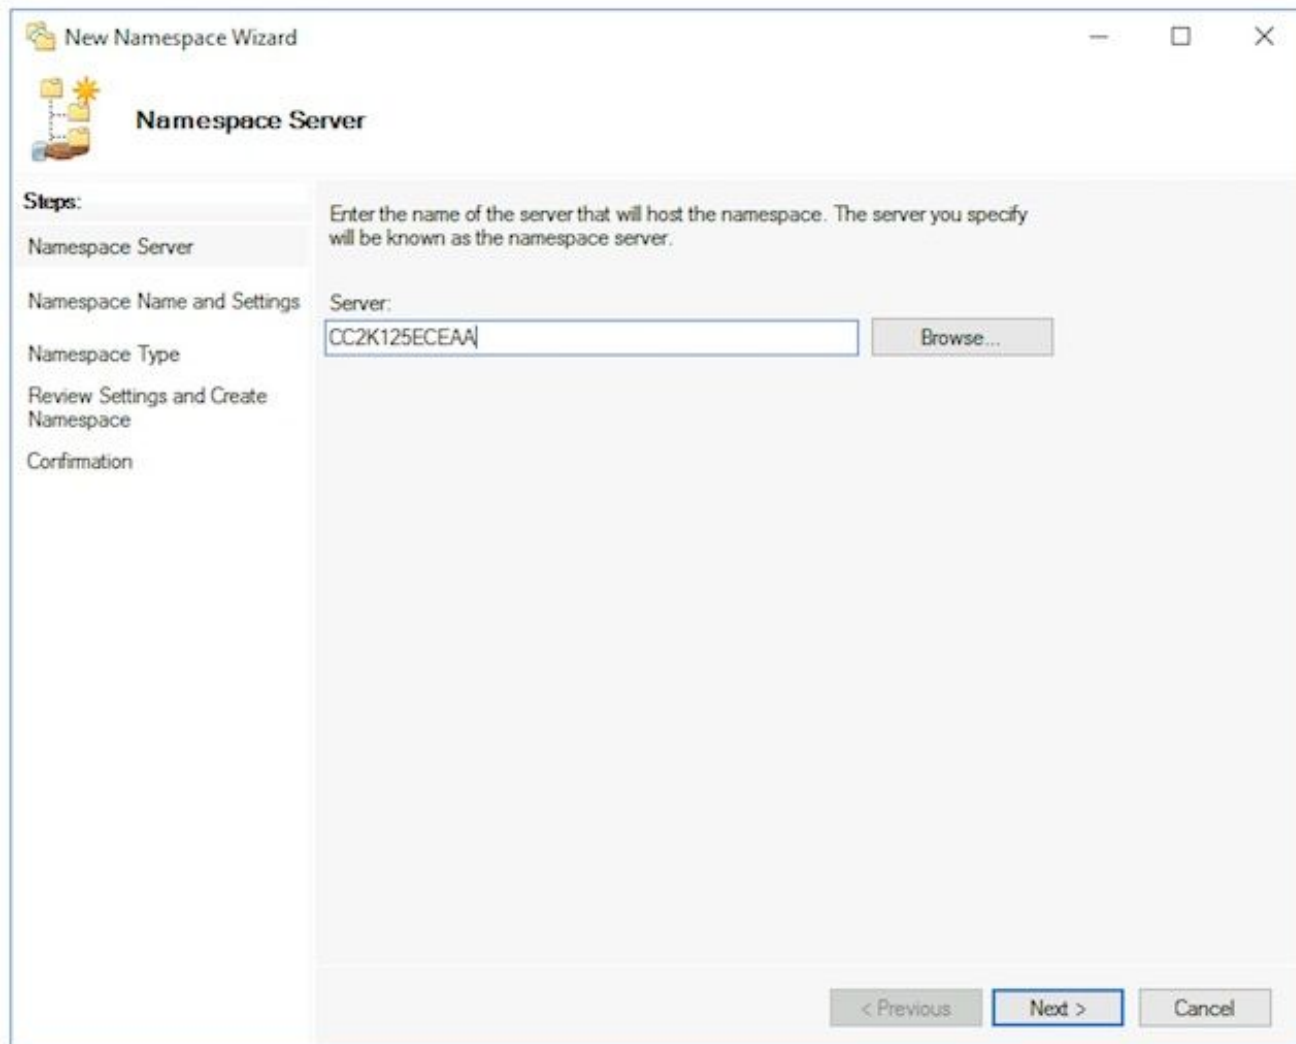 New Namespace Wizard
Namespace Server
Steps:
Namespace Server
Namespace Name and Settings
Namespace Type
Review Settings and Create
Namespace
Confirmation
Enter the name of the server that will host the namespace. The server you specify
will be known as the namespace server.
Server:
CC2K125ECEAA
Browse...
< Previous
Next >
Cancel